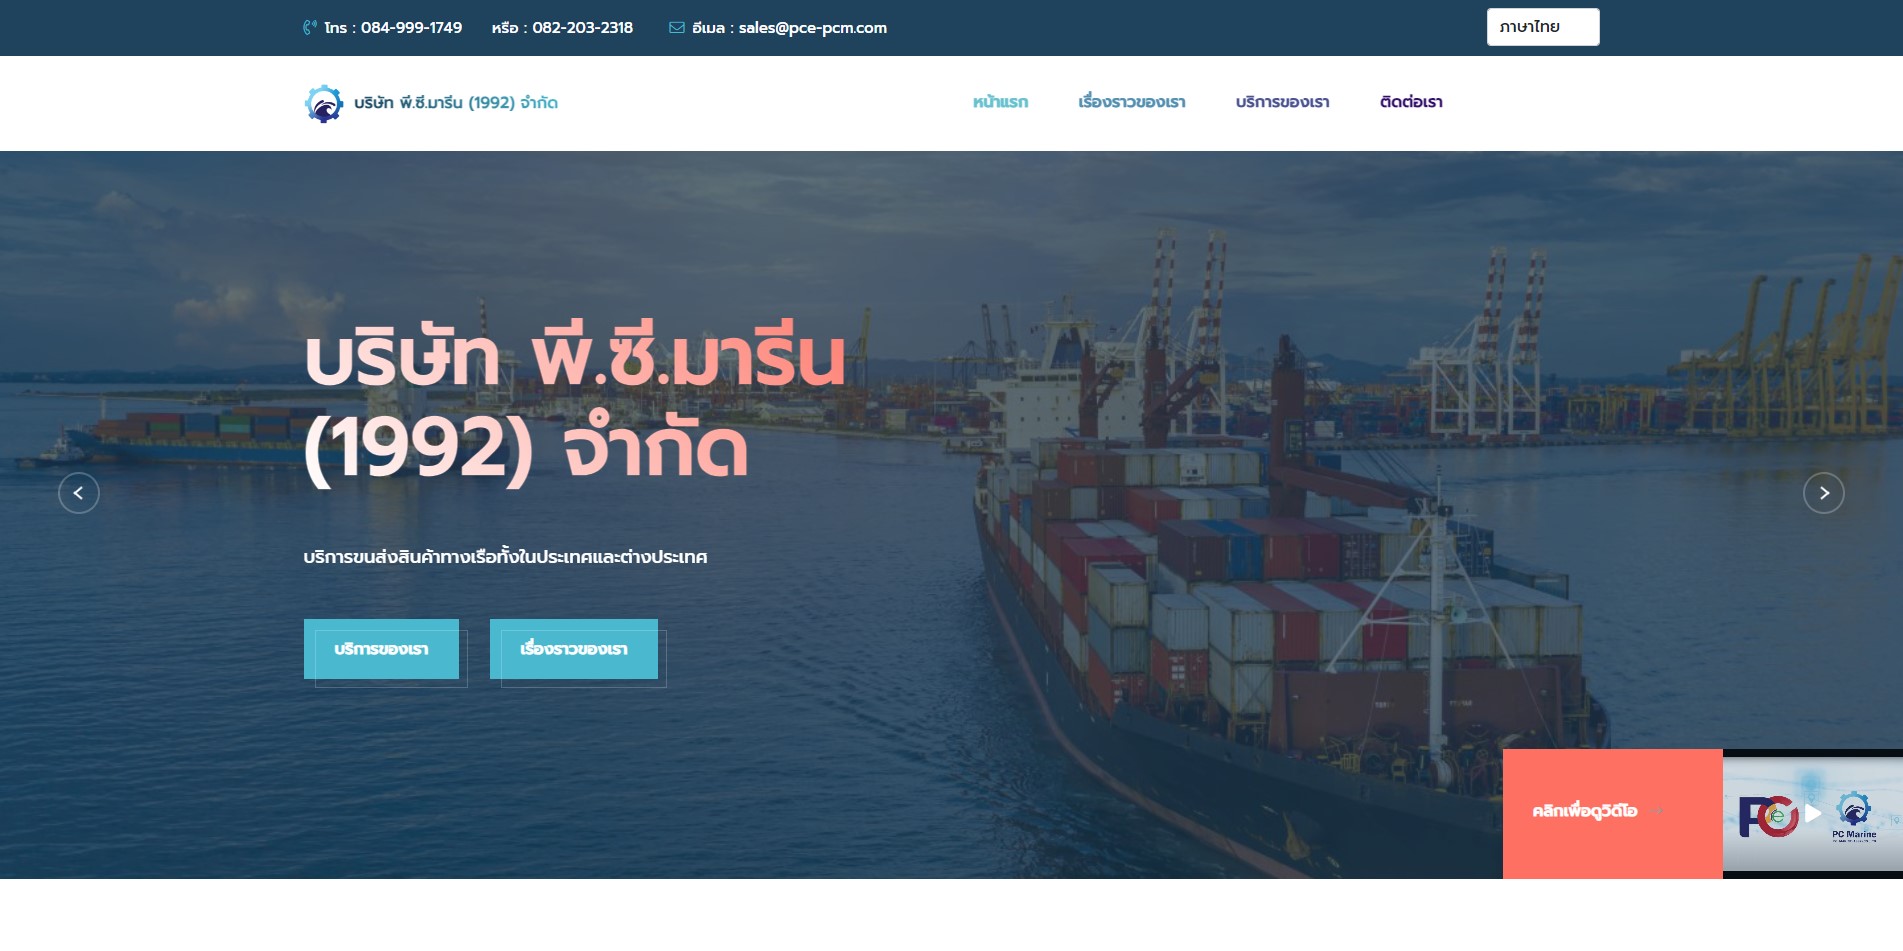 โทร : 084-999-1749 หรือ : 082-203-2318 อีเมล : sales@pce-pcm.com ภาษาไทย
บริษัท พี.ซี.มารีน (1992) จำกัด หน้าแรก เรื่องราวของเรา บริการของเรา ติดต่อเรา
บริษัท พี.ซี.มารีน
(1992) จำกัด
บริการขนส่งสินค้าทางเรือทั้งในประเทศและต่างประเทศ
บริการของเรา เรื่องราวของเรา
คลิกเพื่อดูวิดีโอ
PCe
PC Marine